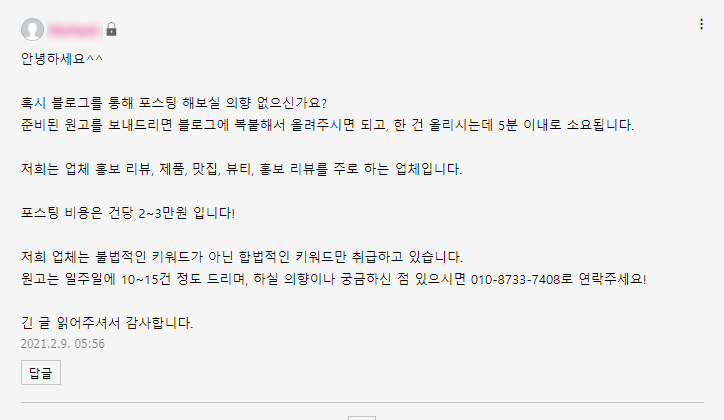 안녕하세요^^
혹시 블로그를 통해 포스팅 해보실 의향 없으신가요?
준비된 원고를 보내드리면 블로그에 복붙해서 올려주시면 되고, 한 건 올리시는데 5분 이내로 소요됩니다.
저희는 업체 홍보 리뷰, 제품, 맛집, 뷰티, 홍보 리뷰를 주로 하는 업체입니다.
포스팅 비용은 건당 2~3만원 입니다!
저희 업체는 불법적인 키워드가 아닌 합법적인 키워드만 취급하고 있습니다.
원고는 일주일에 10~15건 정도 드리며, 하실 의향이나 궁금하신 점 있으시면 010-8733-7408로 연락주세요!
긴 글 읽어주셔서 감사합니다.
2021.2.9. 05:56
답글